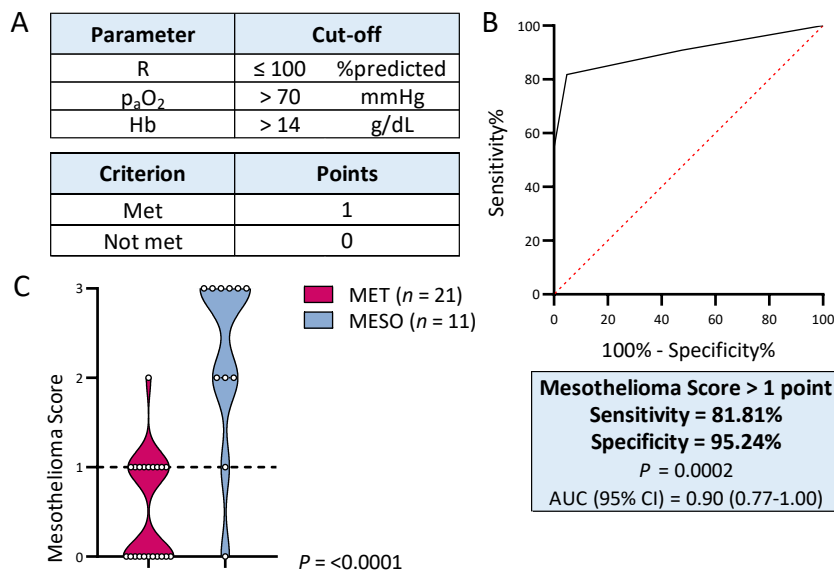 A
Parameter Cut-off
R ≤ 100 %predicted
paO2 > 70 mmHg
Hb > 14 g/dL
Criterion Points
Met 1
Not met 0
B
Sensitivity%
100
80
60
40
20
0
0 20 40 60 80 100
100% - Specificity%
Mesothelioma Score > 1 point
Sensitivity = 81.81%
Specificity = 95.24%
P = 0.0002
AUC (95% CI) = 0.90 (0.77-1.00)
C
Mesothelioma Score
3
2
1
0
MET (n = 21)
MESO (n = 11)
P = <0.0001